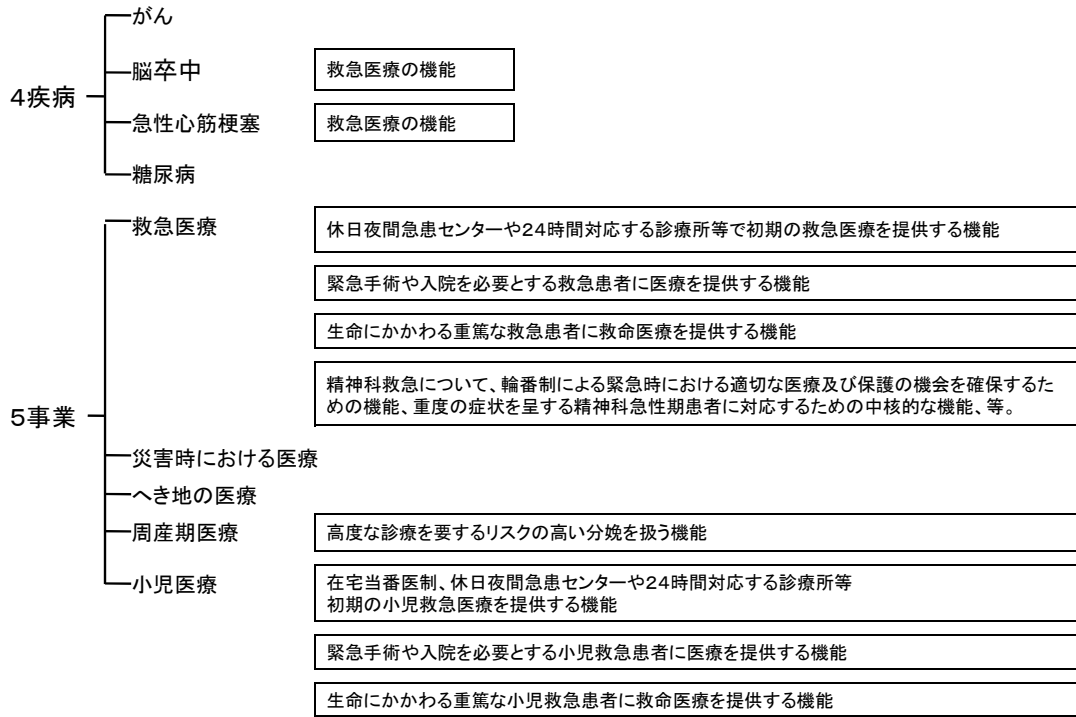 4疾病
がん
脳卒中
救急医療の機能
急性心筋梗塞
救急医療の機能
糖尿病
5事業
救急医療
休日夜間急患センターや24時間対応する診療所等で初期の救急医療を提供する機能
緊急手術や入院を必要とする救急患者に医療を提供する機能
生命にかかわる重篤な救急患者に救命医療を提供する機能
精神科救急について、輪番制による緊急時における適切な医療及び保護の機会を確保するた
めの機能、重度の症状を呈する精神科急性期患者に対応するための中核的な機能、等。
災害時における医療
へき地の医療
周産期医療
高度な診療を要するリスクの高い分娩を扱う機能
小児医療
在宅当番医制、休日夜間急患センターや24時間対応する診療所等
初期の小児救急医療を提供する機能
緊急手術や入院を必要とする小児救急患者に医療を提供する機能
生命にかかわる重篤な小児救急患者に救命医療を提供する機能